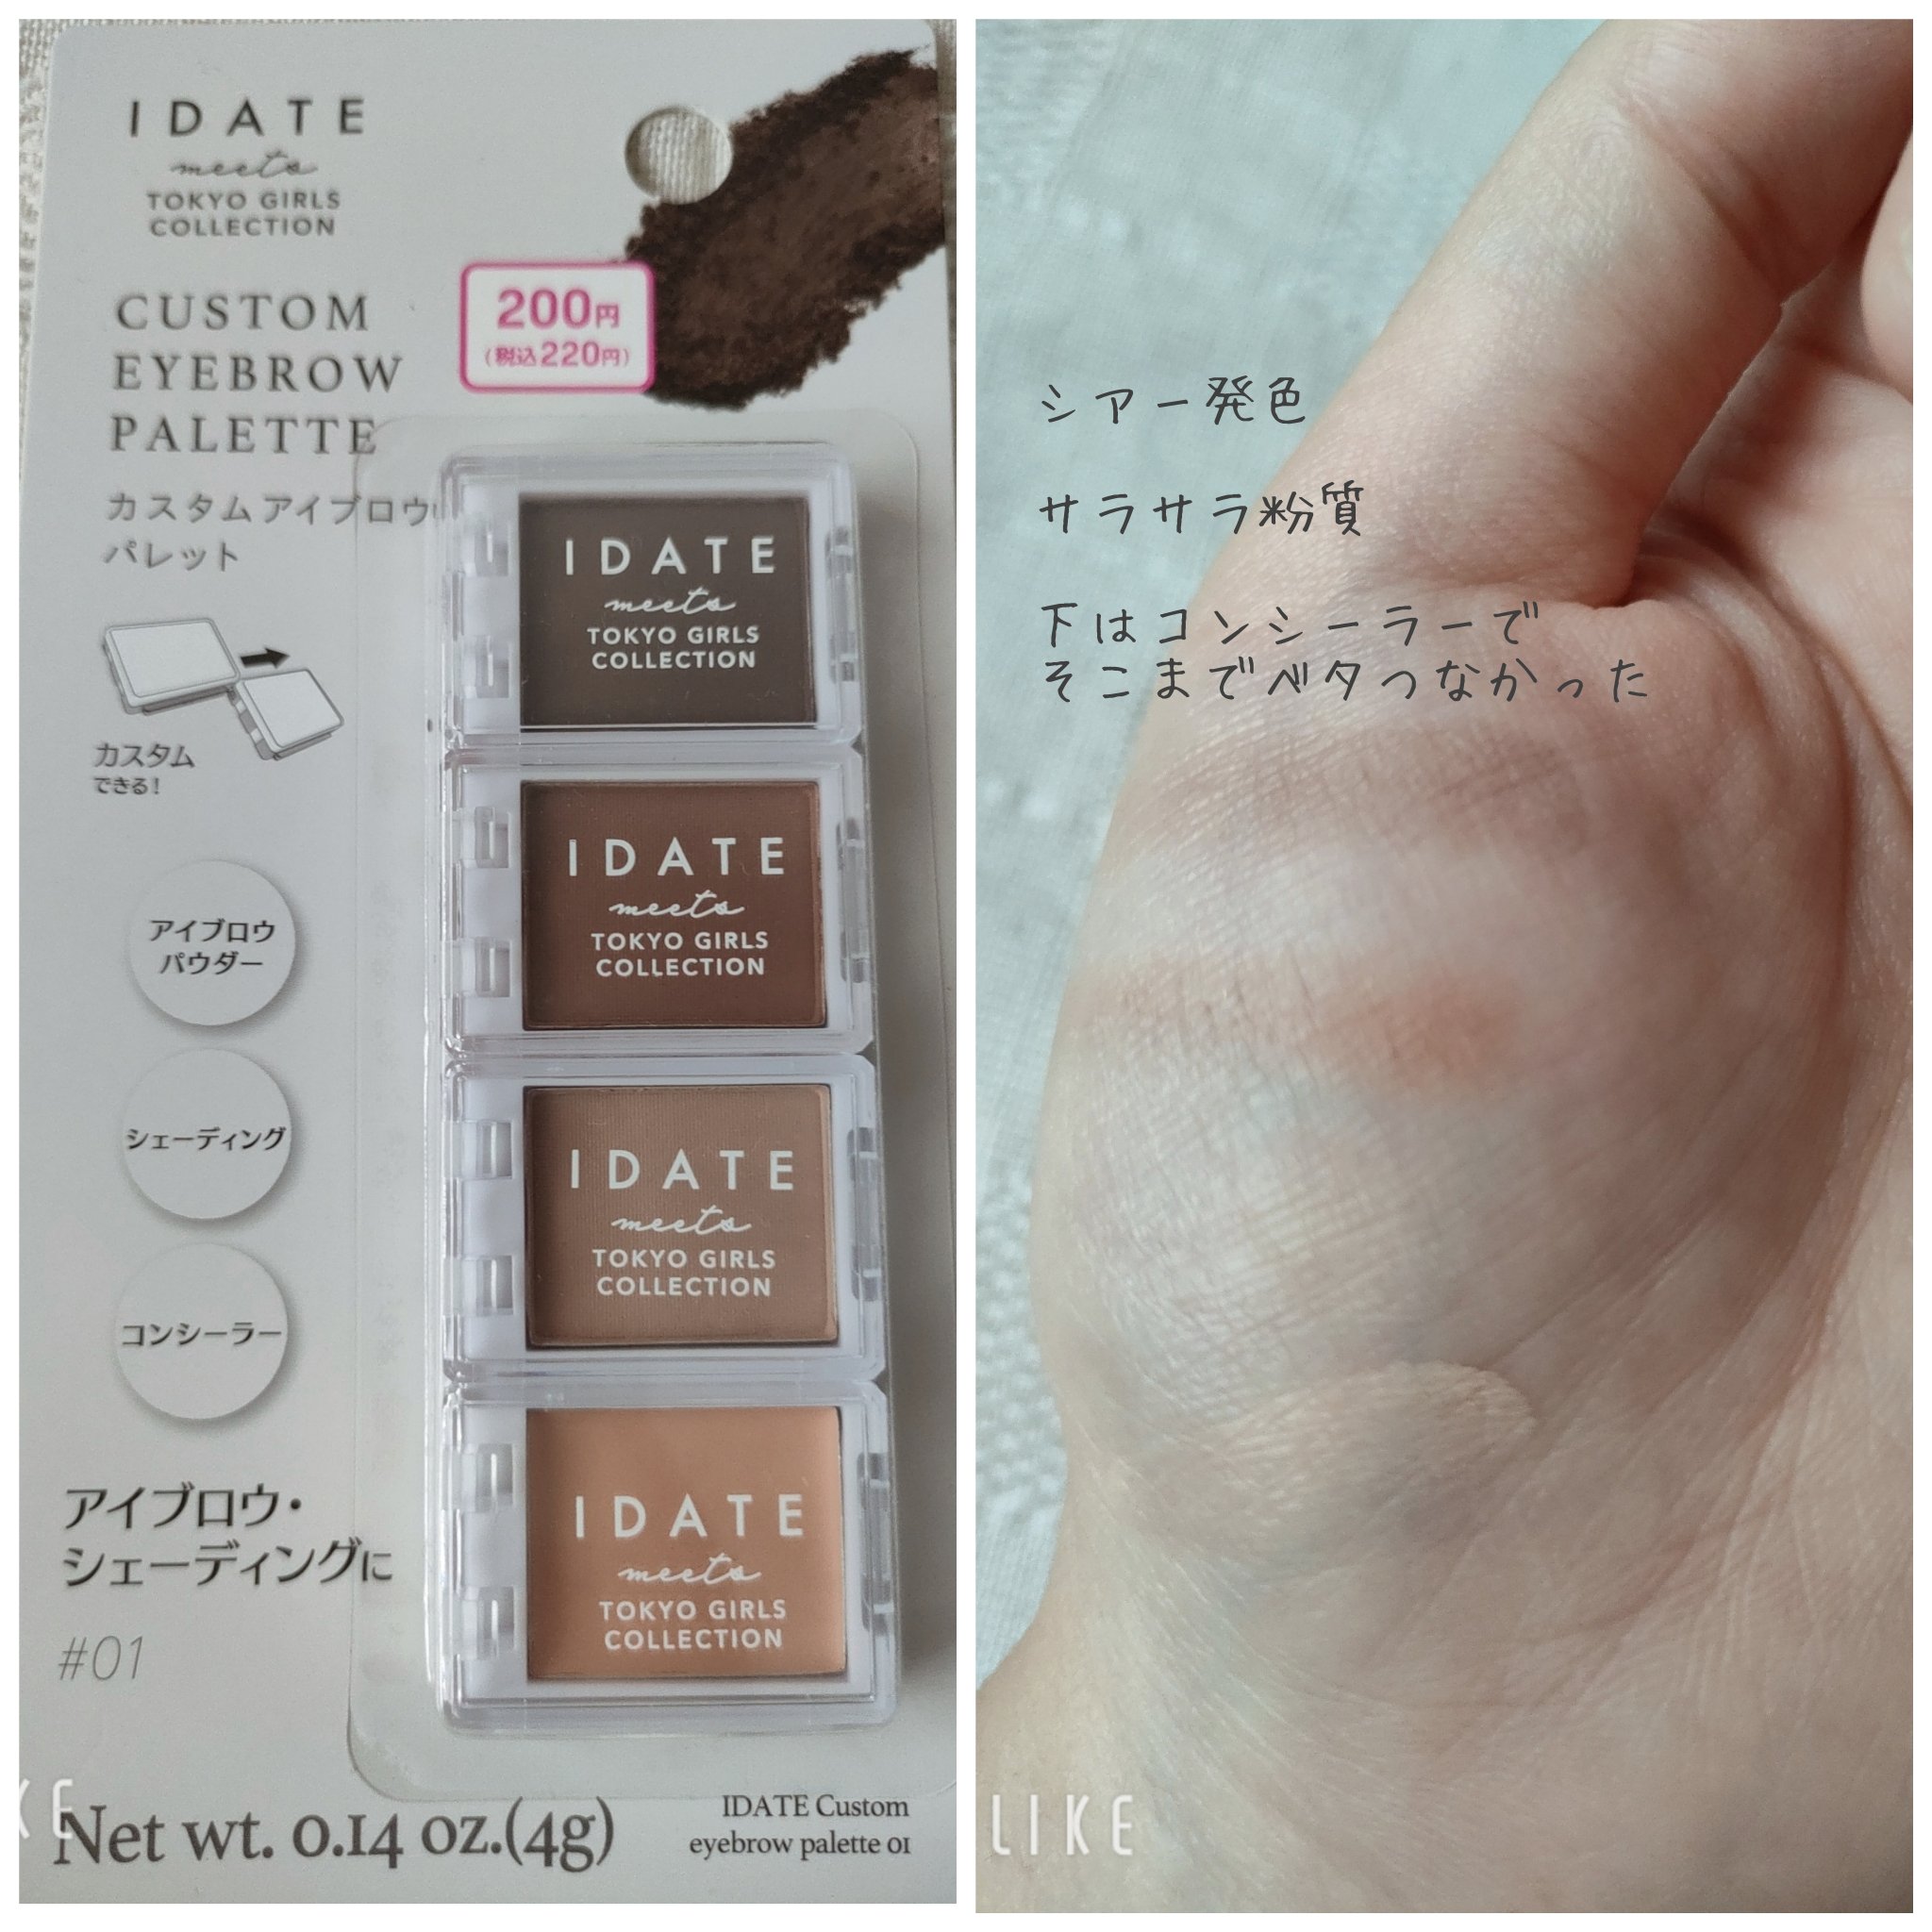 IDATE
meets
TOKYO GIRLS
COLLECTION
CUSTOM
EYEBROW
PALETTE
200円
(税込220円)
カスタムアイブロウ
パレット
カスタム
できる!
アイブロウ
パウダー
シェーディング
コンシーラー
アイブロウ・
シェーディングに
#01
IDATE
meets
TOKYO GIRLS
COLLECTION
IDATE
meets
TOKYO GIRLS
COLLECTION
IDATE
meets
TOKYO GIRLS
COLLECTION
IDATE
meets
TOKYO GIRLS
COLLECTION
KE
Net wt. 0.14 oz.(4g)
IDATE Custom
eyebrow palette 01
シアー発色
サラサラ粉質
下はコンシーラーで
そこまでベタつなかった
LIKE